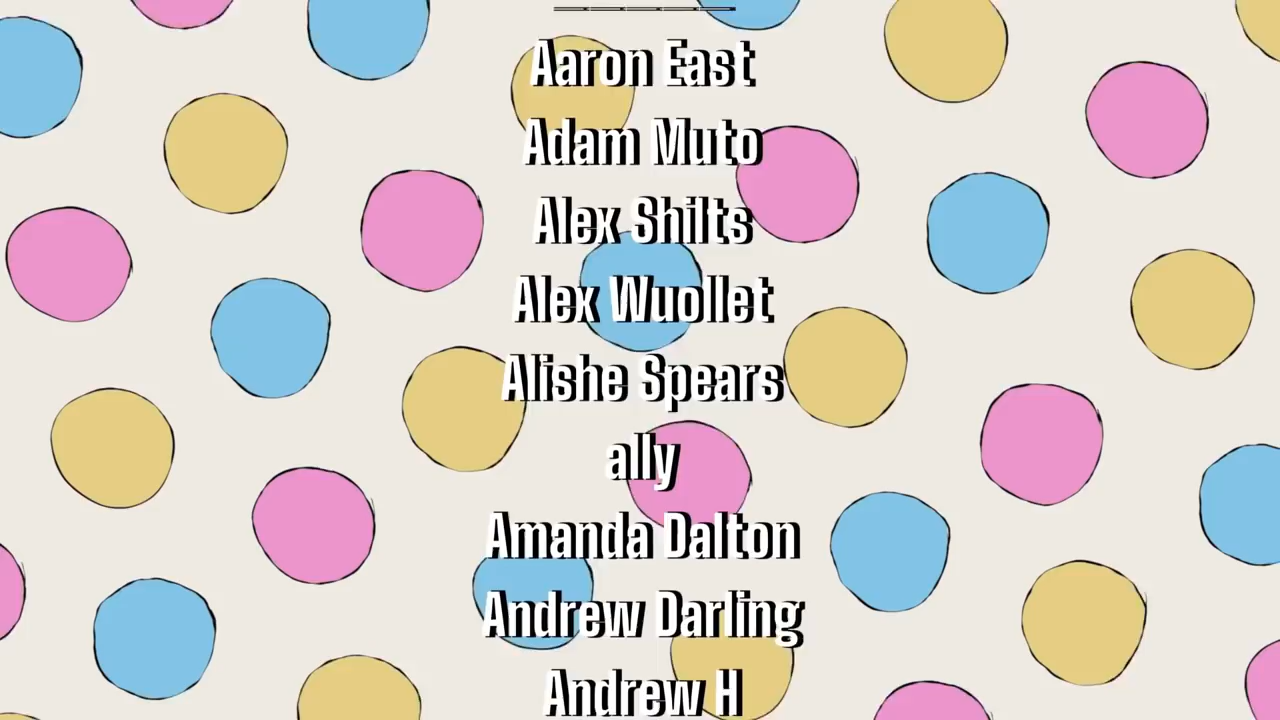 Aaron East
Adam Muto
Alex Shilts
Alex Wuollet
Alishe Spears
ally
Amanda Dalton
Andrew Darling
Andrew H